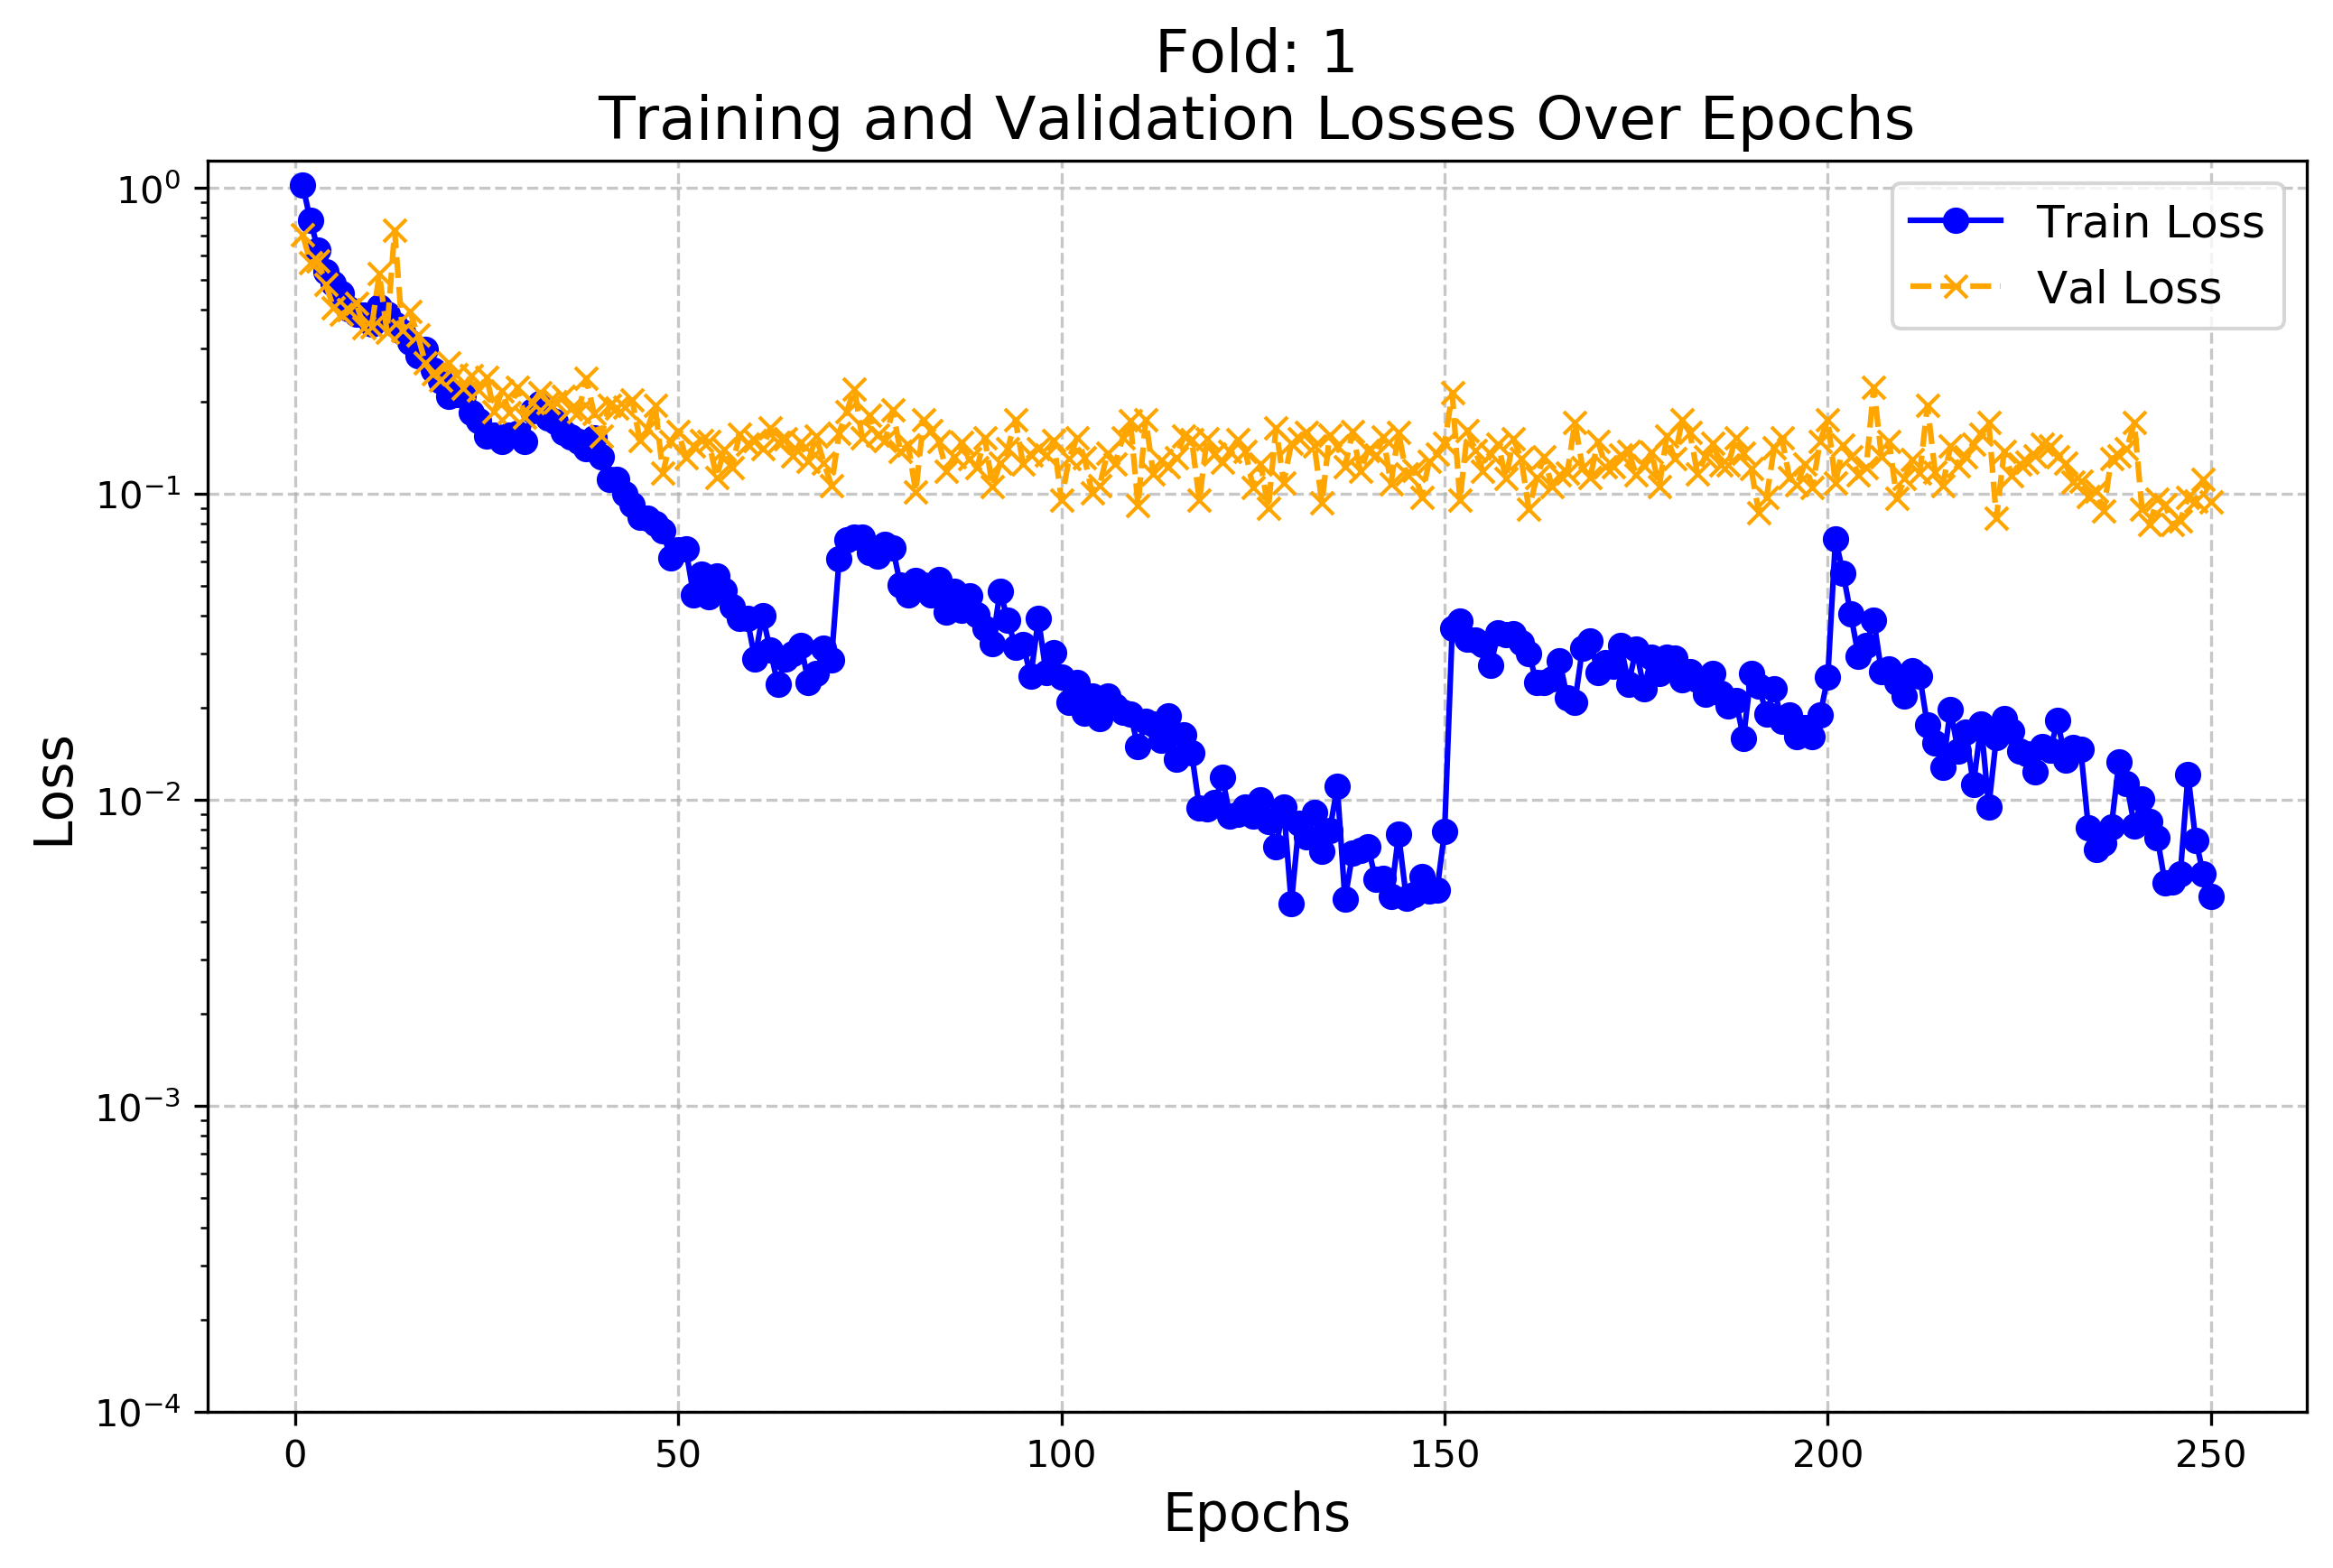 Fold: 1
Training and Validation Losses Over Epochs
Train Loss
Val Loss
Loss
10⁰
10⁻¹
10⁻²
10⁻³
10⁻⁴
0 50 100 150 200 250
Epochs